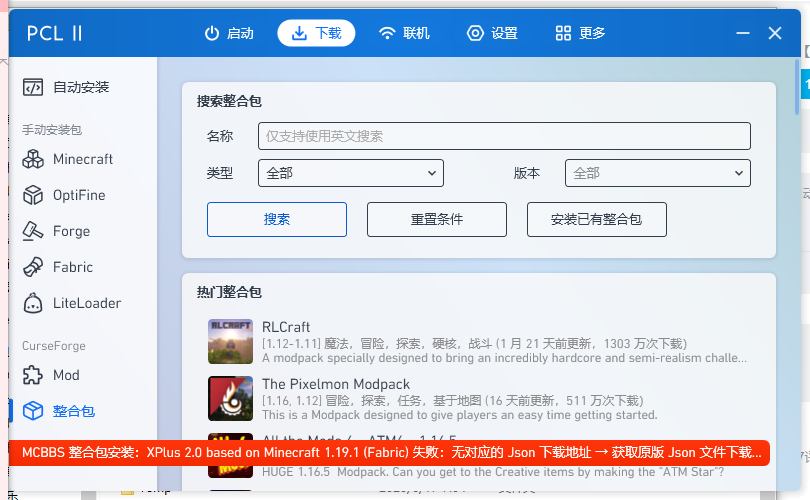 PCL II
启动
下载
联机
设置
更多
自动安装
手动安装包
Minecraft
OptiFine
Forge
Fabric
LiteLoader
CurseForge
Mod
整合包
搜索整合包
名称
仅支持使用英文搜索
类型
全部
版本
全部
搜索
重置条件
安装已有整合包
热门整合包
RLCraft
[1.12-1.11] 魔法，冒险，探索，硬核，战斗 (1 月 21 天前更新，1303 万次下载)
A modpack specially designed to bring an incredibly hardcore and semi-realism challe...
The Pixelmon Modpack
[1.16, 1.12] 冒险，探索，任务，基于地图 (16 天前更新，511 万次下载)
This is a Modpack designed to give players an easy time getting started.
MCBBS 整合包安装：XPlus 2.0 based on Minecraft 1.19.1 (Fabric) 失败：无对应的 Json 下载地址 → 获取原版 Json 文件下载...
HUGE 1.16.5 Modpack. Can you get to the Creative items by making the "ATM Star"?